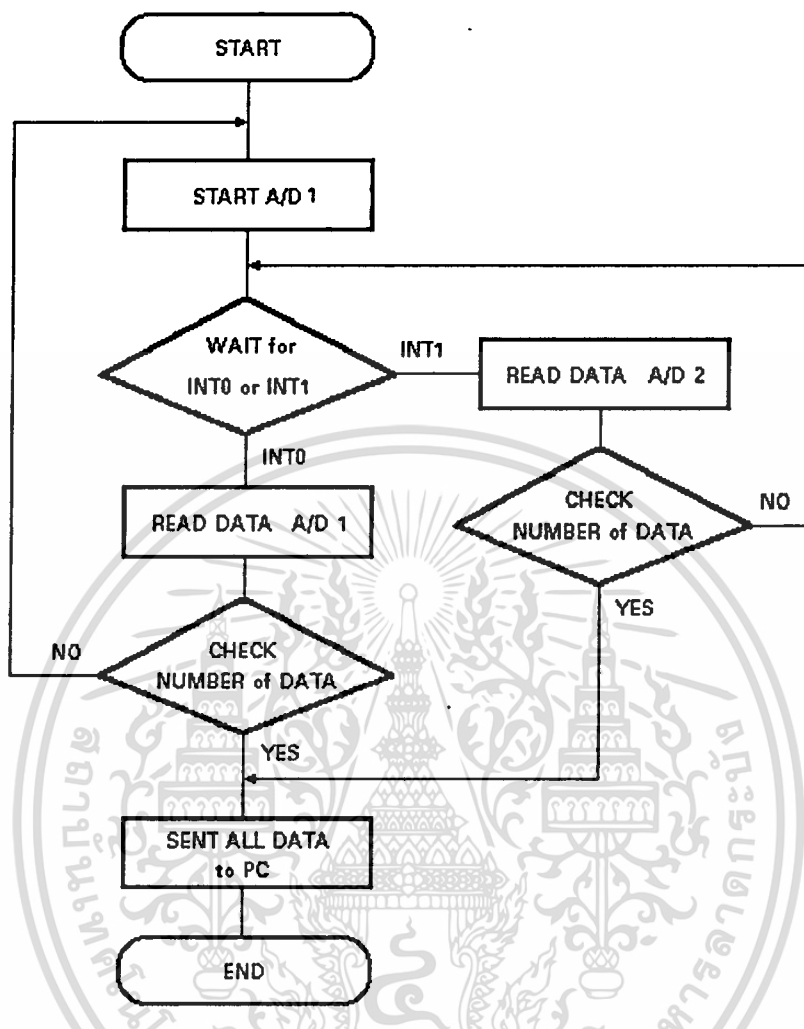 START
START A/D 1
WAIT for
INT0 or INT1
INT1
READ DATA A/D 2
INT0
READ DATA A/D 1
CHECK
NUMBER of DATA
NO
YES
CHECK
NUMBER of DATA
NO
YES
SENT ALL DATA
to PC
END